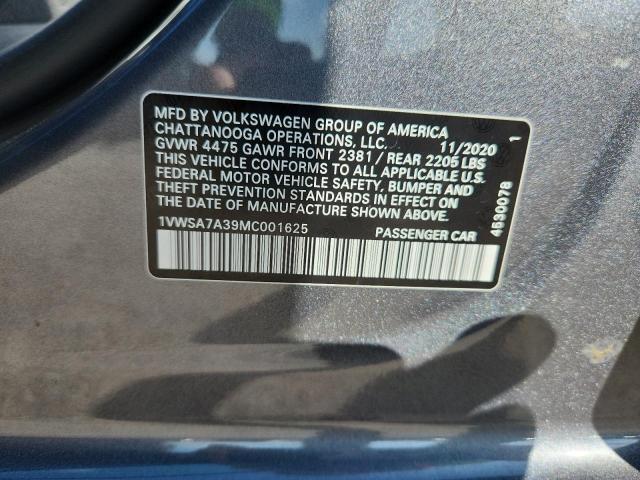 MFD BY VOLKSWAGEN GROUP OF AMERICA
CHATTANOOGA OPERATIONS, LLC. 11/2020 1
GVWR 4475 GAWR FRONT 2381 / REAR 2205 LBS
THIS VEHICLE CONFORMS TO ALL APPLICABLE
FEDERAL MOTOR VEHICLE SAFETY, BUMPER AND
THEFT PREVENTION STANDARDS IN EFFECT ON
THE DATE OF MANUFACTURE SHOWN ABOVE.
1VWSA7A39MC001625 PASSENGER CAR
4530078